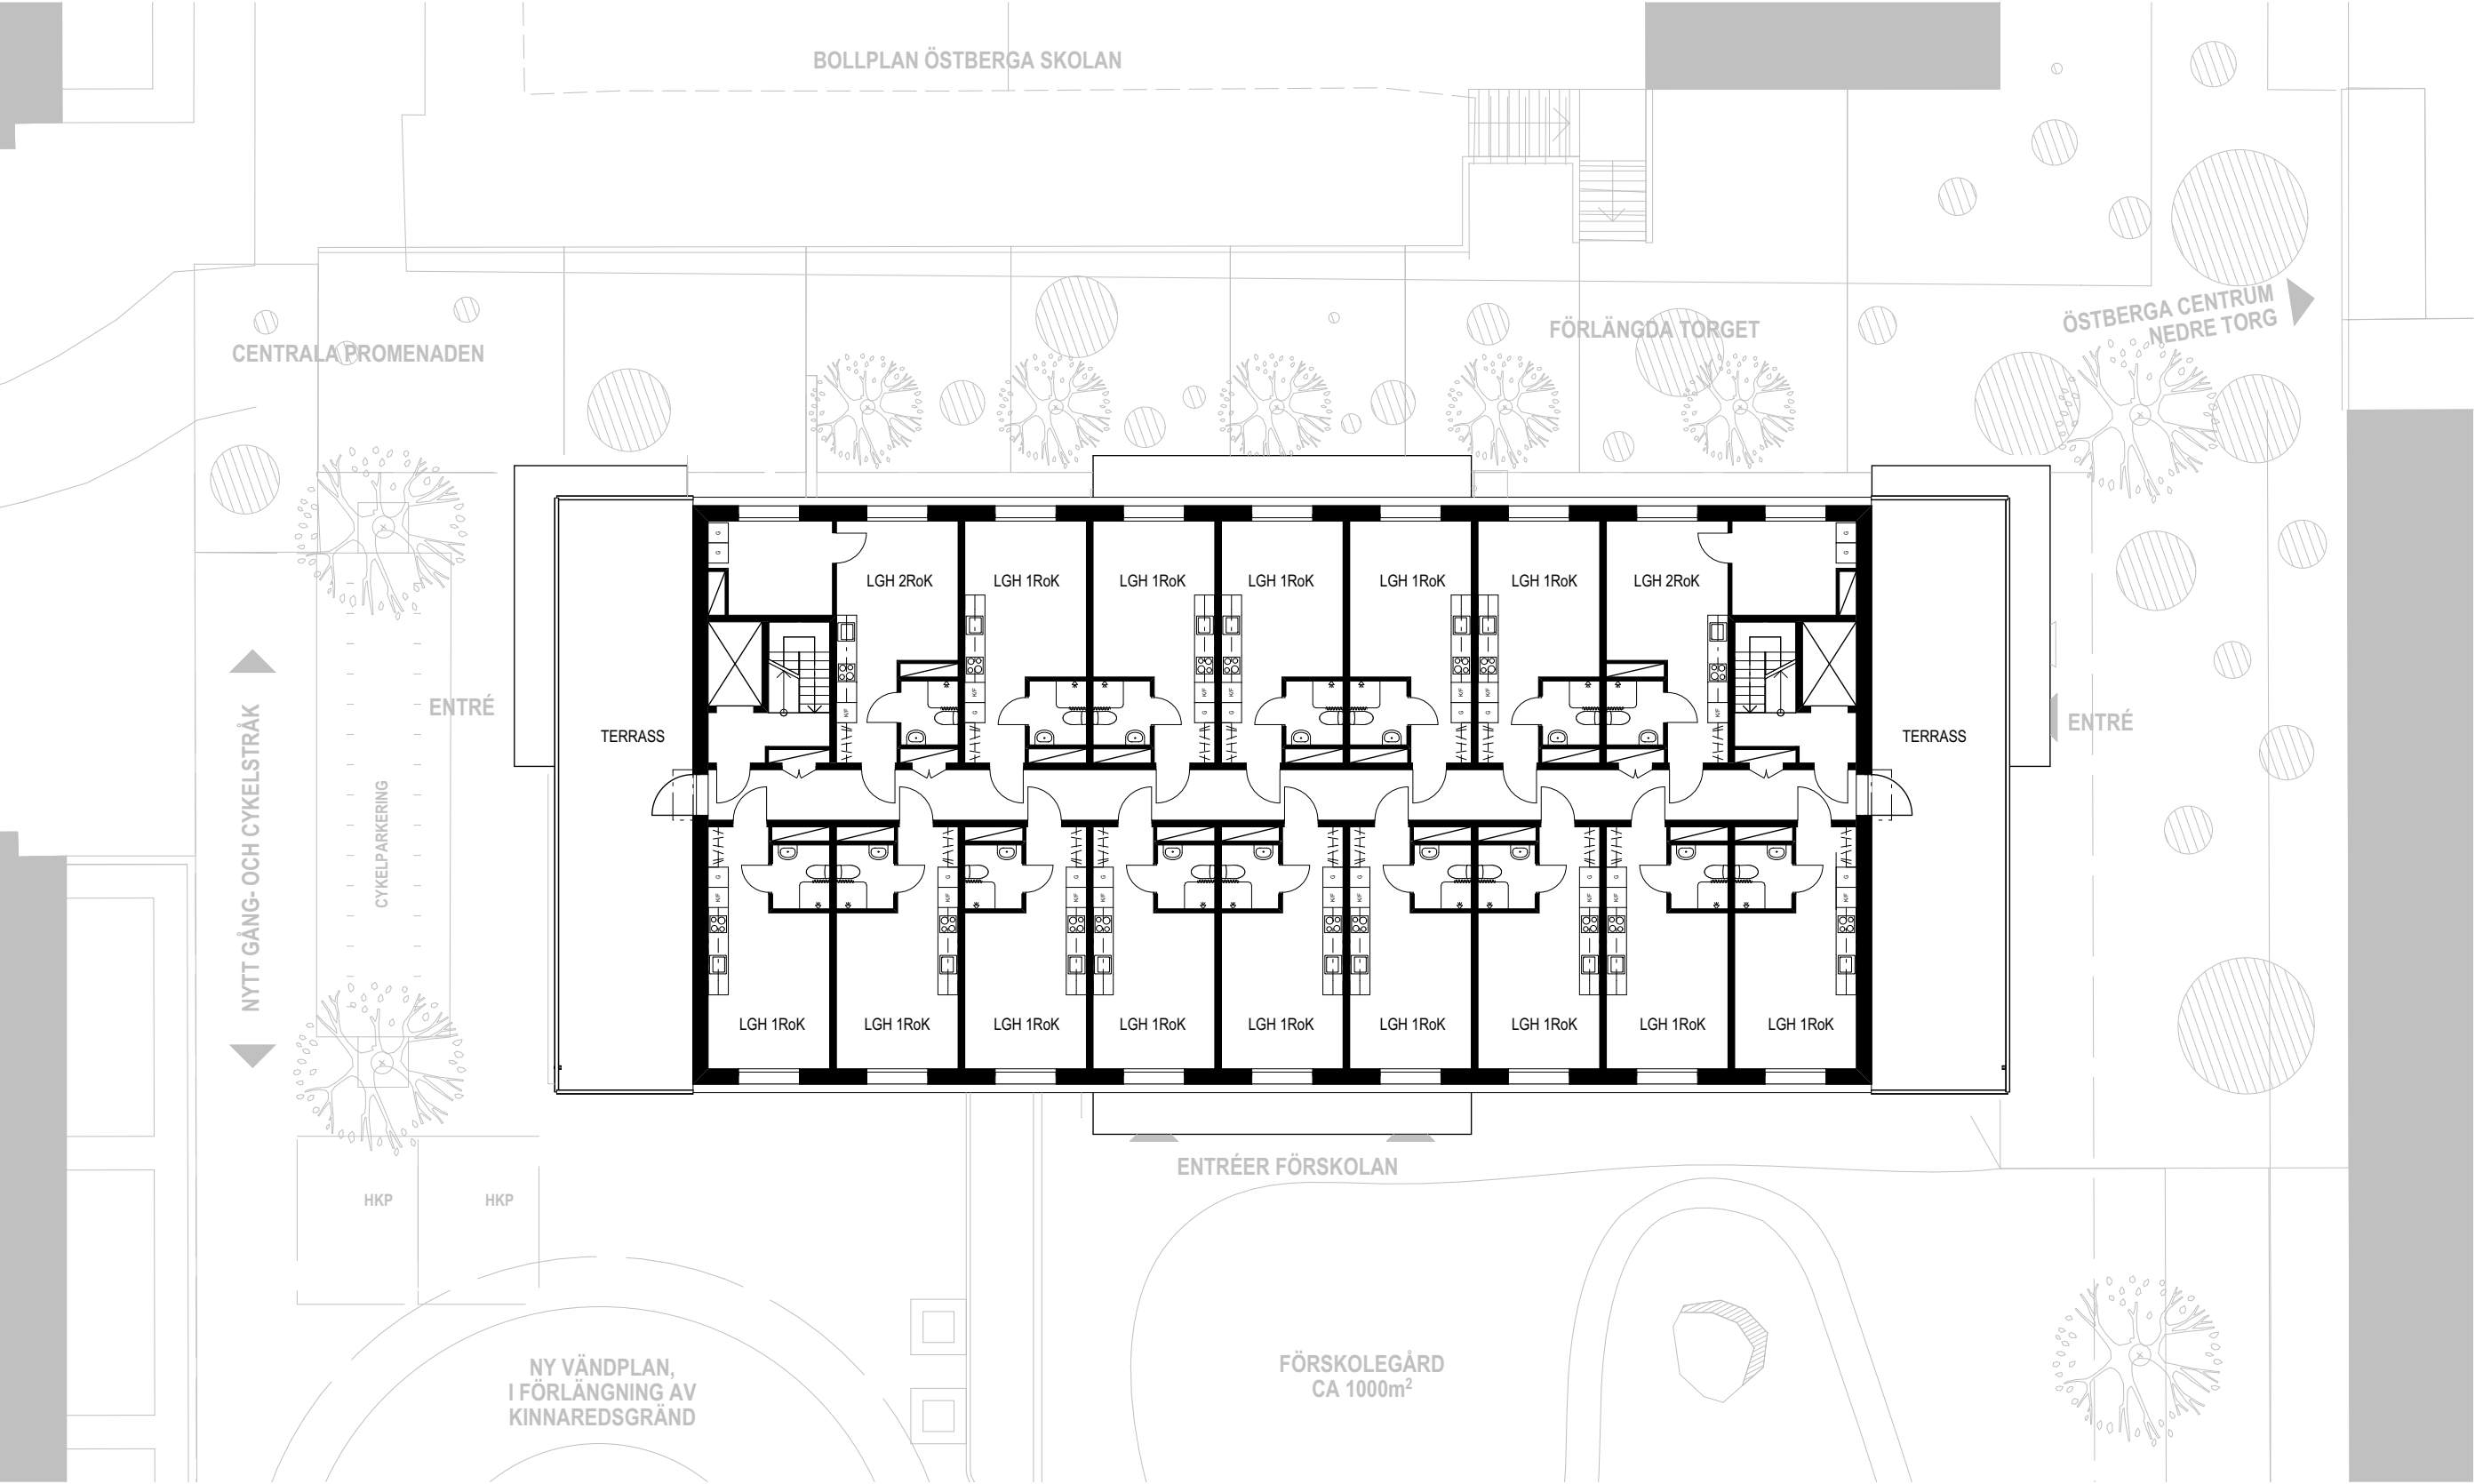 BOLLPLAN ÖSTBERGA SKOLAN
ÖSTBERGA CENTRUM
NEDRE TORG
FÖRLÄNGDA TORGET
CENTRALA PROMENADEN
G
G
G
G
LGH 2RoK
LGH 1RoK
LGH 1RoK
LGH 1RoK
LGH 1RoK
LGH 1RoK
LGH 2RoK
K/F
K/F
K/F
K/F
K/F
K/F
K/F
K/F
G
G
G
G
G
ENTRÉ
TERRASS
TERRASS
ENTRÉ
NYTT GÅNG- OCH CYKELSTRÅK
CYKELPARKERING
G
G
G
G
G
G
G
G
G
K/F
K/F
K/F
K/F
K/F
K/F
K/F
K/F
K/F
LGH 1RoK
LGH 1RoK
LGH 1RoK
LGH 1RoK
LGH 1RoK
LGH 1RoK
LGH 1RoK
LGH 1RoK
LGH 1RoK
ENTRÉER FÖRSKOLAN
HKP
HKP
NY VÄNDPLAN,
I FÖRLÄNGNING AV
KINNAREDSGRÄND
FÖRSKOLEGÅRD
CA 1000m²